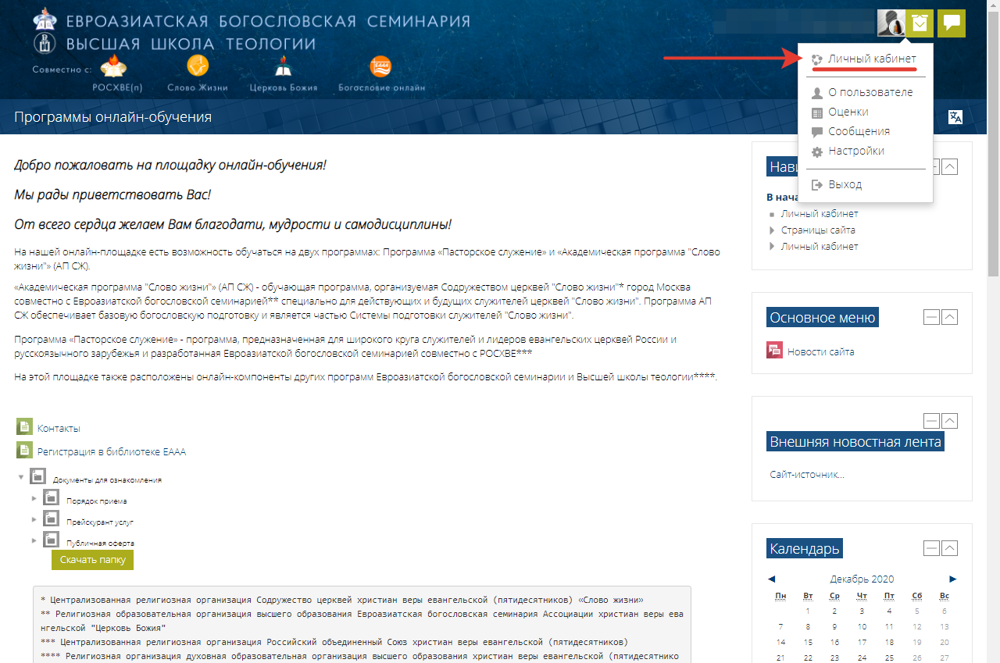 ЕВРОАЗИАТСКАЯ БОГОСЛОВСКАЯ СЕМИНАРИЯ
ВЫСШАЯ ШКОЛА ТЕОЛОГИИ
Совместно с:
РОСХВЕ(п)
Слово Жизни
Церковь Божия
ЕААА
Богословие онлайн
Личный кабинет
О пользователе
Оценки
Сообщения
Настройки
Выход
Программы онлайн-обучения
Добро пожаловать на площадку онлайн-обучения!
Мы рады приветствовать Вас!
От всего сердца желаем Вам благодати, мудрости и самодисциплины!
На нашей онлайн-площадке есть возможность обучаться на двух программах: Программа «Пасторское служение» и «Академическая программа "Слово
жизни"» (АП СЖ).
«Академическая программа "Слово жизни"» (АП СЖ) - обучающая программа, организуемая Содружеством церквей "Слово жизни"* город Москва
совместно с Евроазиатской богословской семинарией** специально для действующих и будущих служителей церквей "Слово жизни". Программа АП
СЖ обеспечивает базовую богословскую подготовку и является частью Системы подготовки служителей "Слово жизни".
Программа «Пасторское служение» - программа, предназначенная для широкого круга служителей и лидеров евангельских церквей России и
русскоязычного зарубежья и разработанная Евроазиатской богословской семинарией совместно с РОСХВЕ***
На этой площадке также расположены онлайн-компоненты других программ Евроазиатской богословской семинарии и Высшей школы теологии****.
Контакты
Регистрация в библиотеке ЕААА
Документы для ознакомления
Порядок приема
Прейскурант услуг
Публичная оферта
Скачать папку
* Централизованная религиозная организация Содружество церквей христиан веры евангельской (пятидесятников) «Слово жизни»
** Религиозная образовательная организация высшего образования Евроазиатская богословская семинария Ассоциации христиан веры ева
нгельской "Церковь Божия"
*** Централизованная религиозная организация Российский объединенный Союз христиан веры евангельской (пятидесятников)
**** Религиозная организация духовная образовательная организация высшего образования христиан веры евангельской (пятидесятнико
Нави
В нача
Личный кабинет
Страницы сайта
Личный кабинет
Основное меню
Новости сайта
Внешняя новостная лента
Сайт-источник...
Календарь
◄ Декабрь 2020 ►
Пн Вт Ср Чт Пт Сб Вс
1 2 3 4 5 6
7 8 9 10 11 12 13
14 15 16 17 18 19 20
21 22 23 24 25 26 27